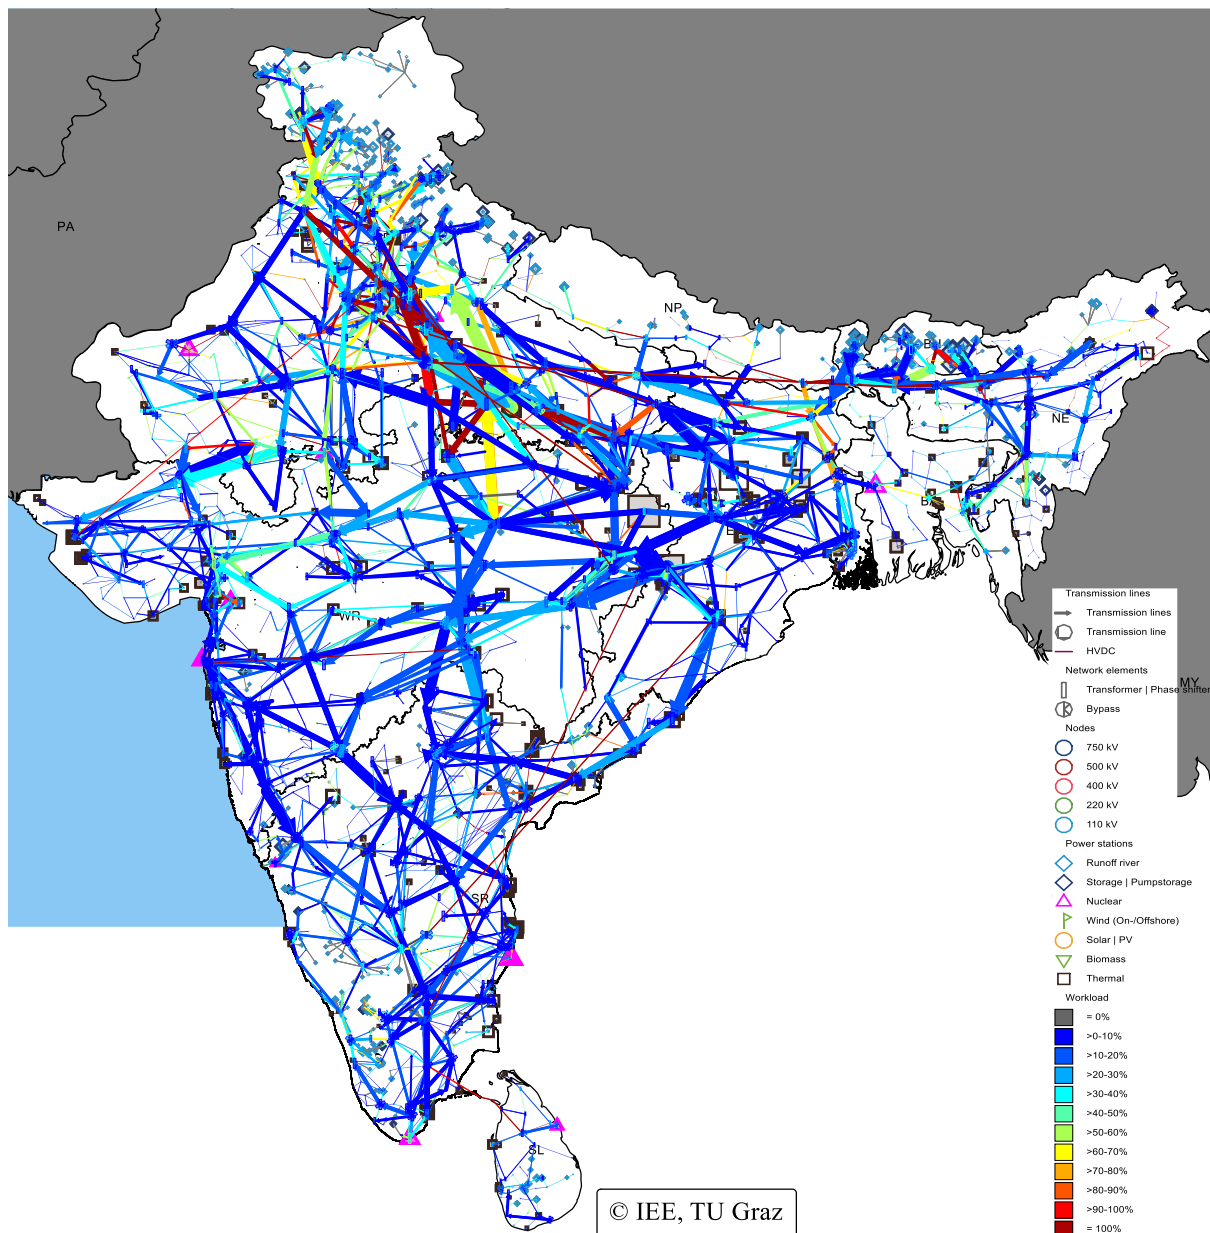 PA
NP
B
NE
WR
SR
SL
MY
Transmission lines
Transmission lines
Transmission line
HVDC
Network elements
Transformer | Phase shifter
Bypass
Nodes
750 kV
500 kV
400 kV
220 kV
110 kV
Power stations
Runoff river
Storage | Pumpstorage
Nuclear
Wind (On-/Offshore)
Solar | PV
Biomass
Thermal
Workload
= 0%
>0-10%
>10-20%
>20-30%
>30-40%
>40-50%
>50-60%
>60-70%
>70-80%
>80-90%
>90-100%
= 100%
© IEE, TU Graz